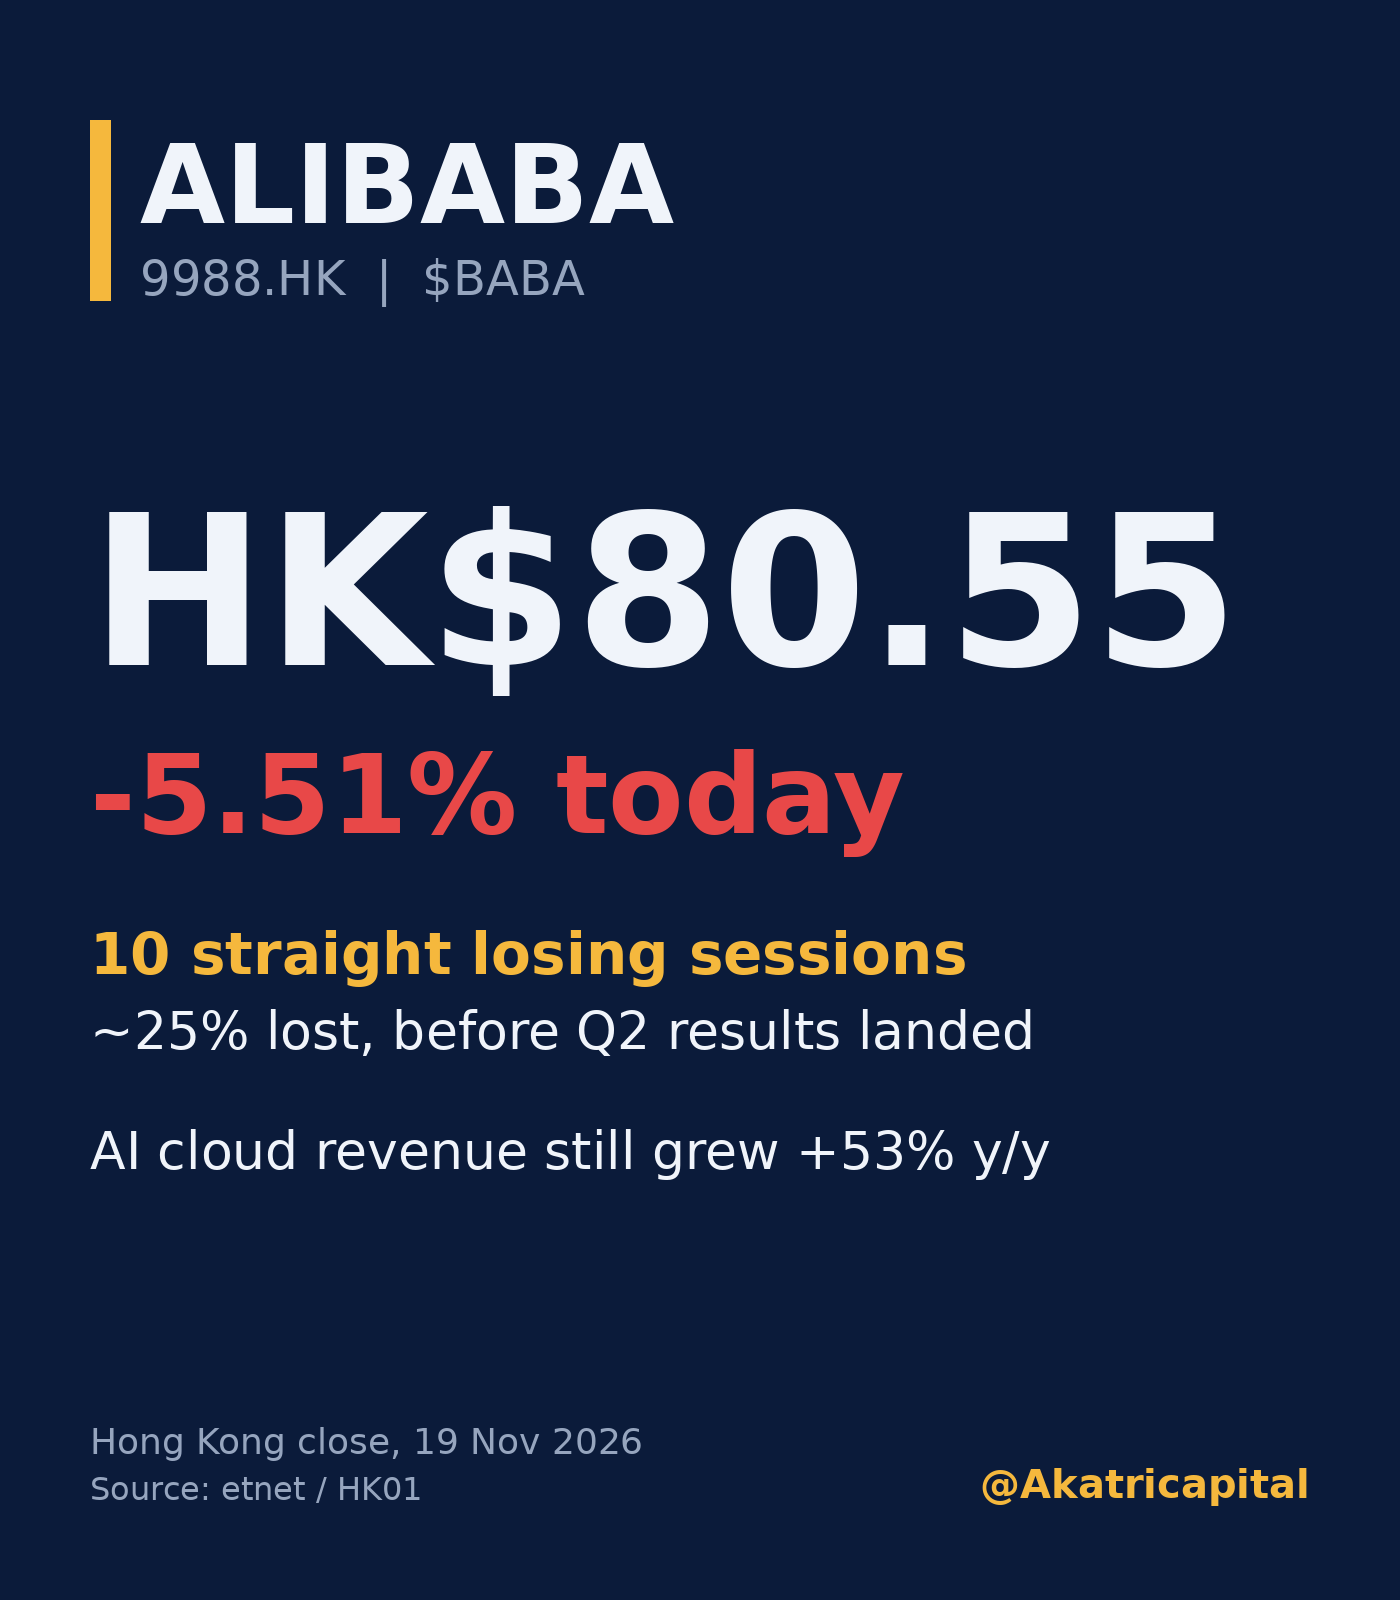 ALIBABA
9988.HK | $BABA
HK$80.55
-5.51% today
10 straight losing sessions
~25% lost, before Q2 results landed
AI cloud revenue still grew +53% y/y
Hong Kong close, 19 Nov 2026
Source: etnet / HK01
@Akatricapital